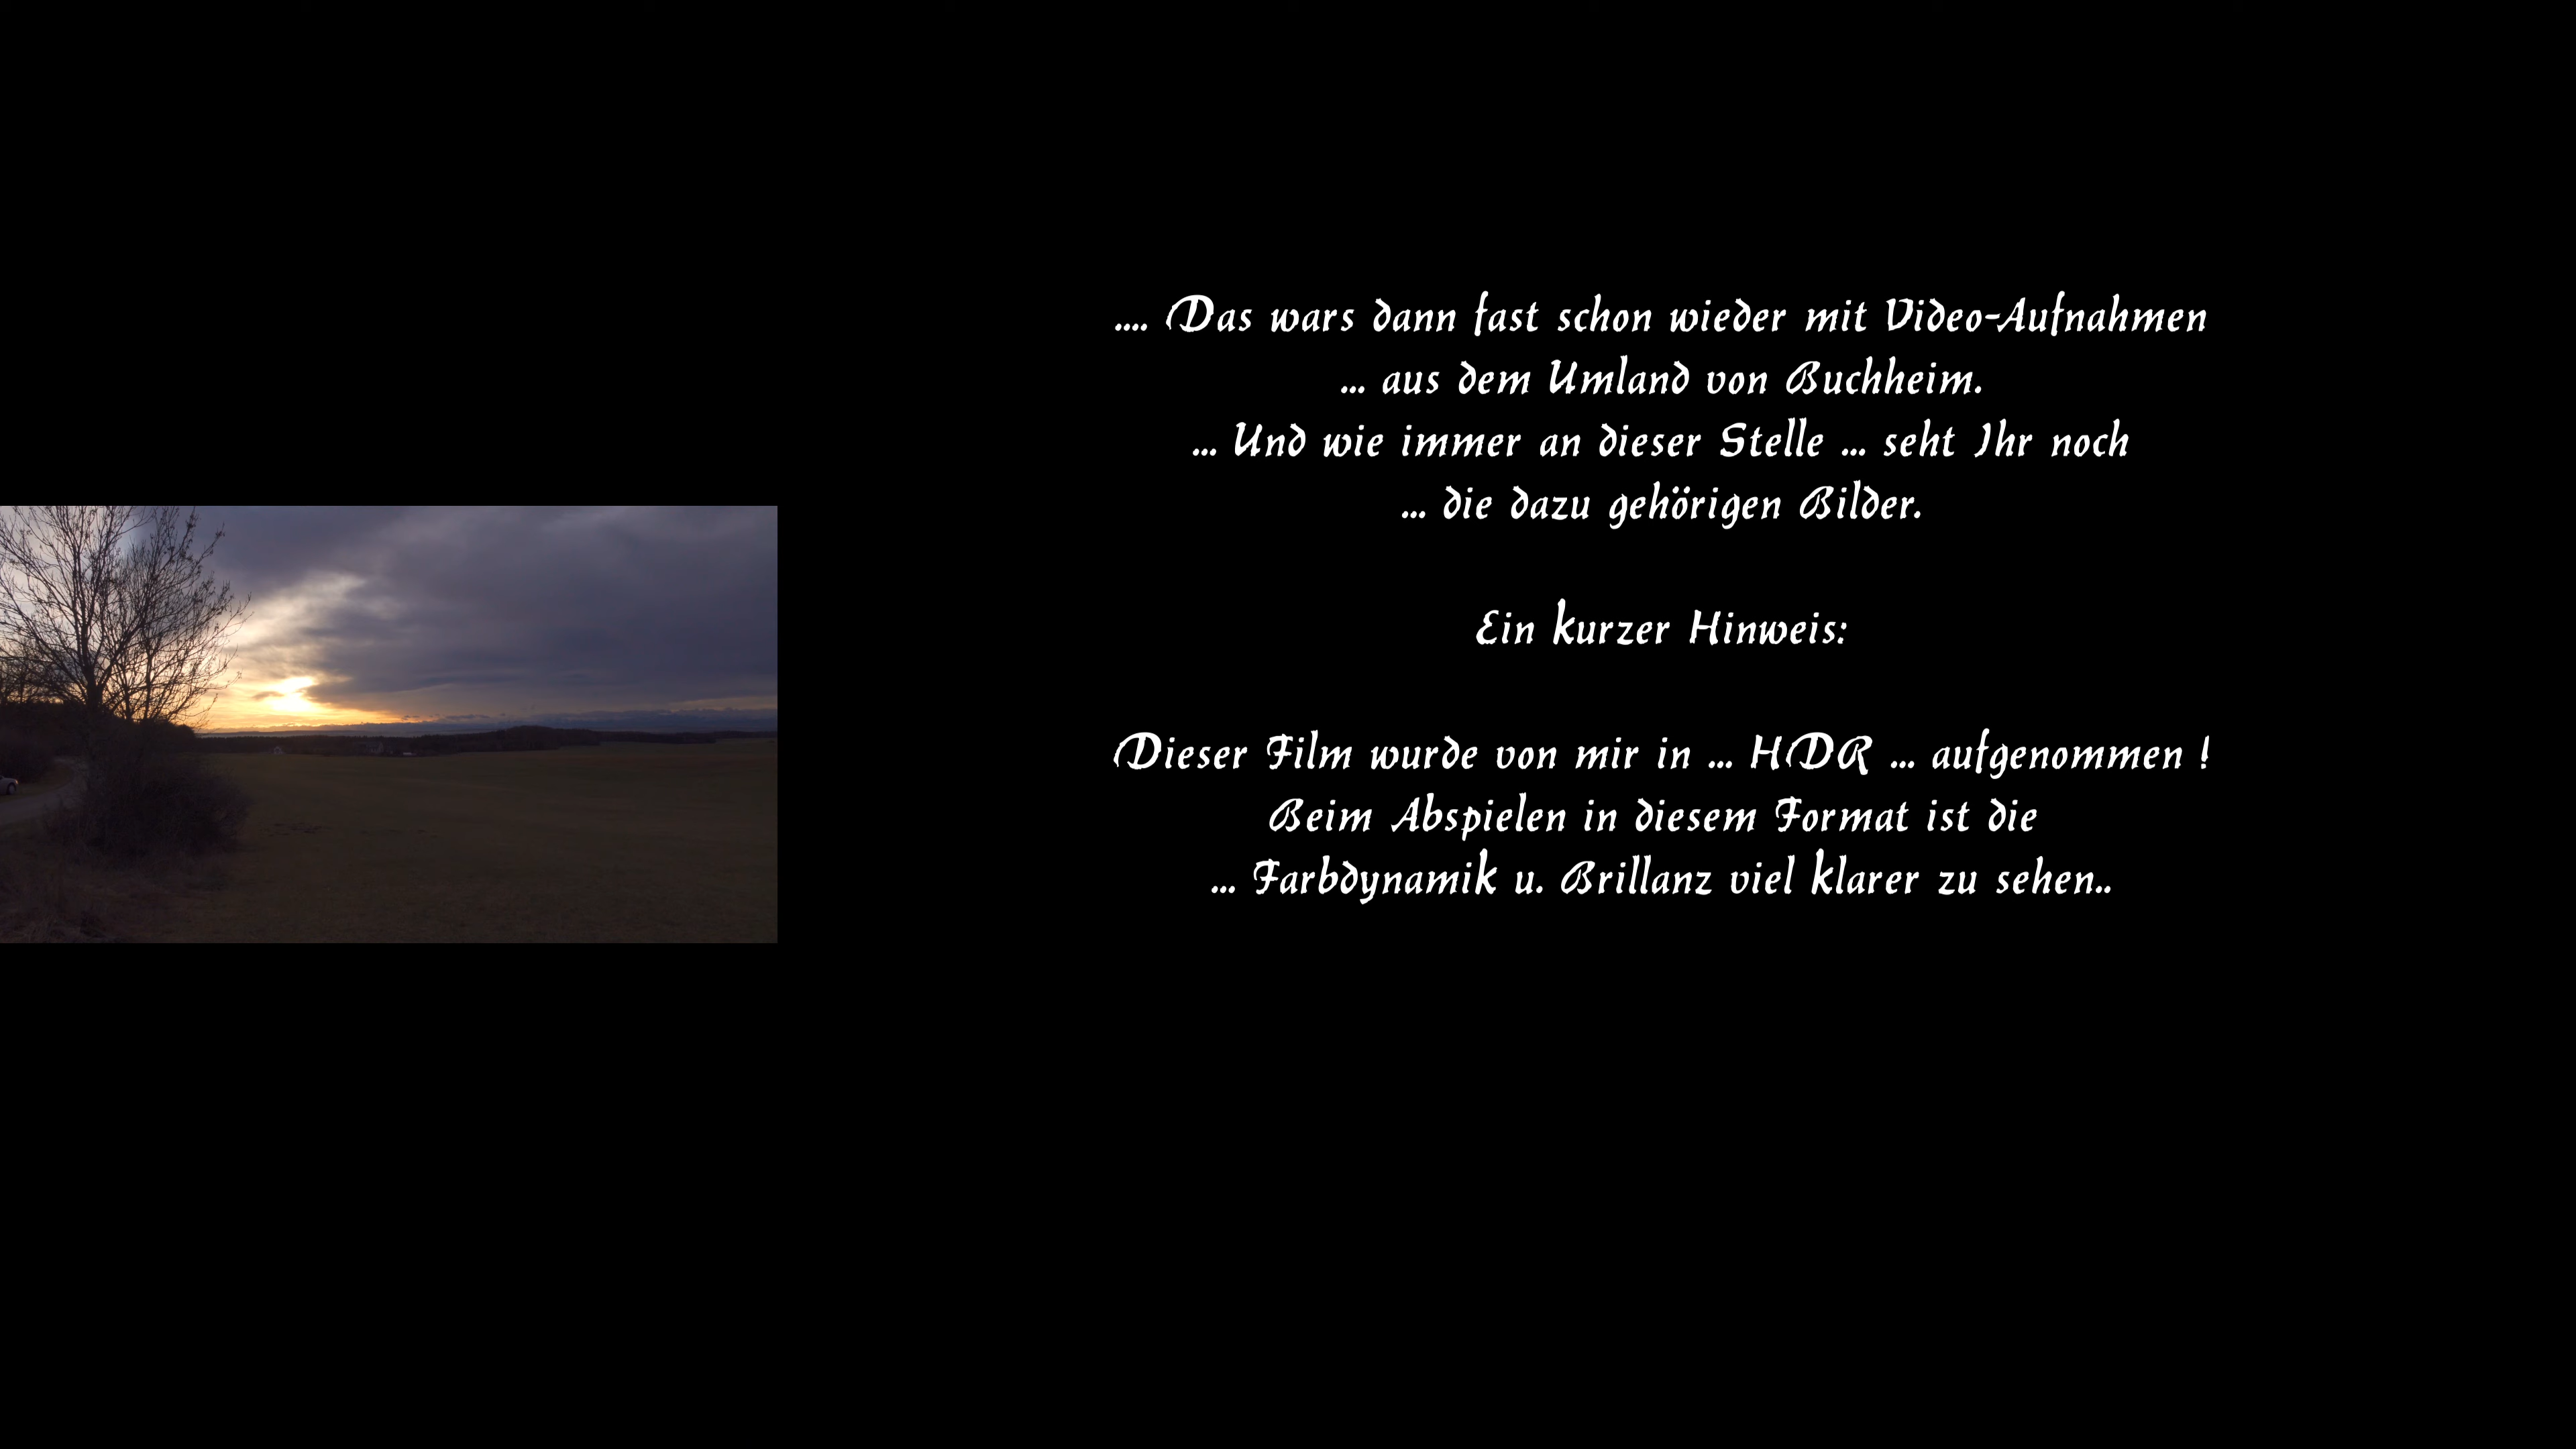 .... Das wars dann fast schon wieder mit Video-Aufnahmen
... aus dem Umland von Buchheim.
... Und wie immer an dieser Stelle ... seht Ihr noch
... die dazu gehörigen Bilder.
Ein kurzer Hinweis:
Dieser Film wurde von mir in ... HDR ... aufgenommen !
Beim Abspielen in diesem Format ist die
... Farbdynamik u. Brillanz viel klarer zu sehen..